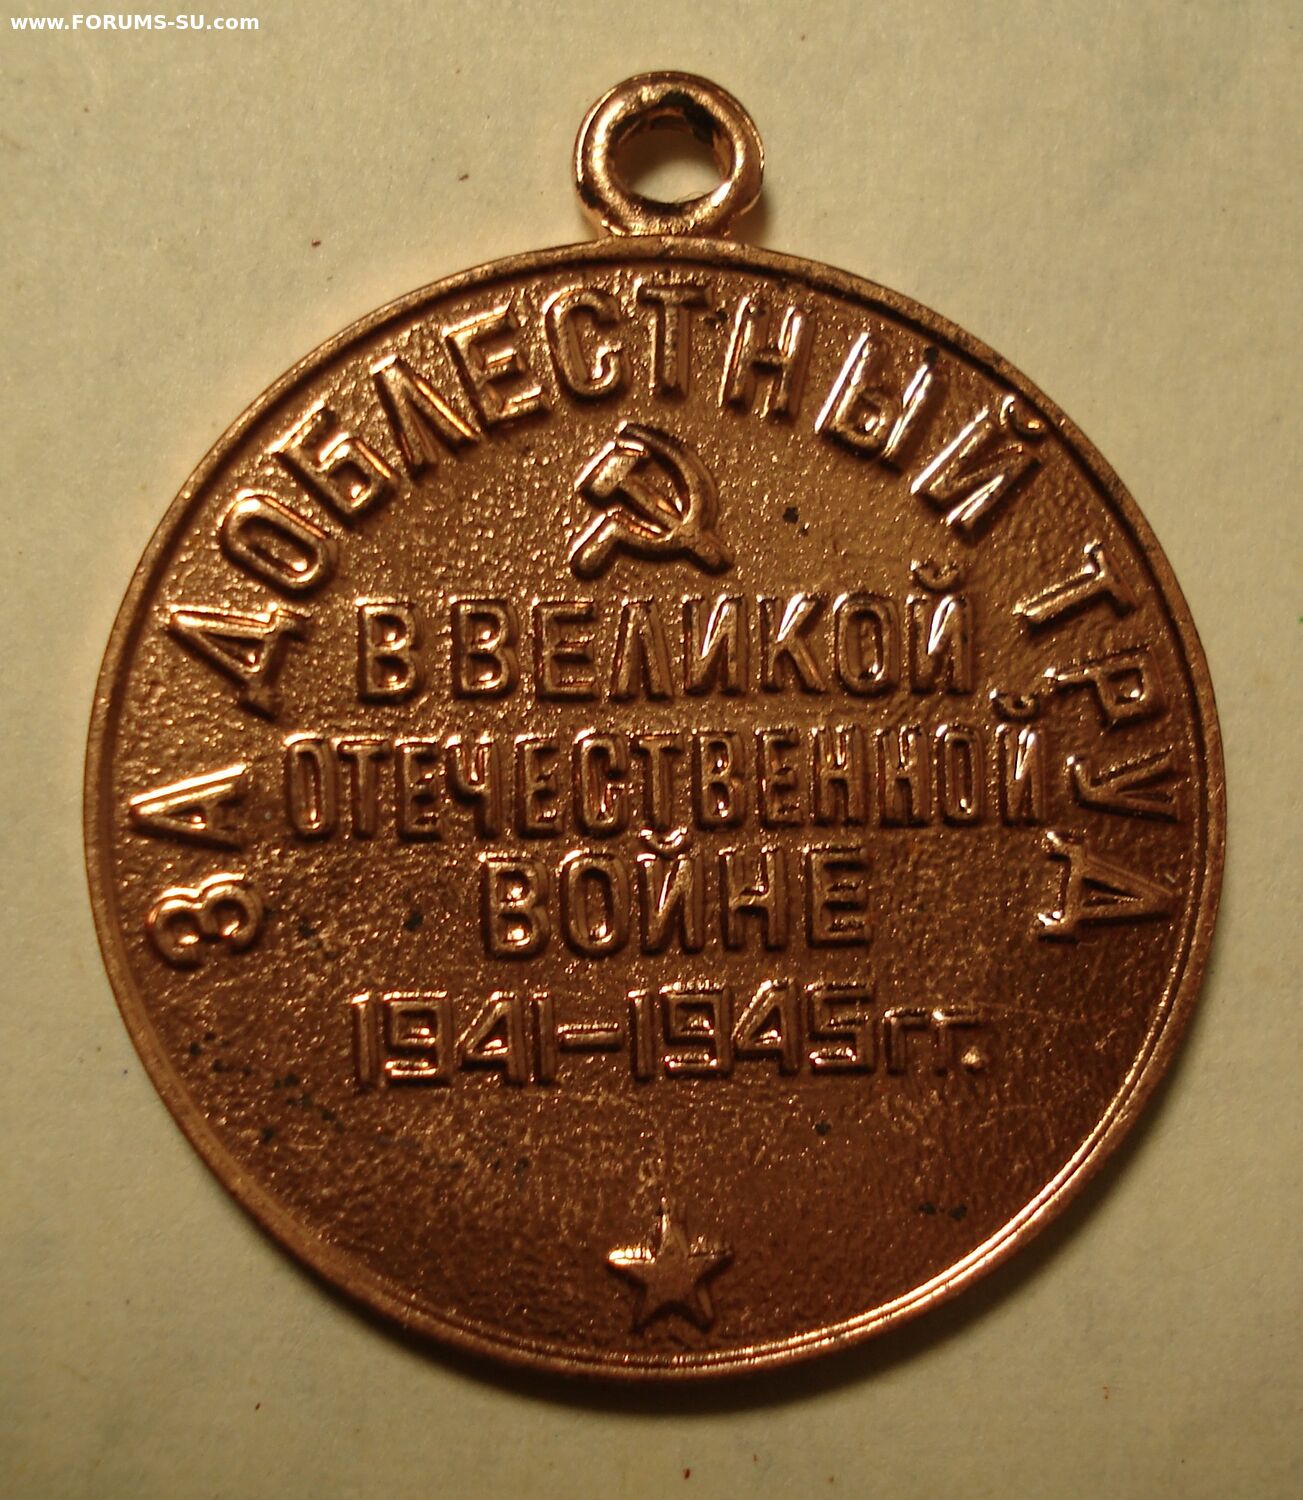 www.FORUMS-SU.com
ЗА ДОБЛЕСТНЫЙ ТРУД
В ВЕЛИКОЙ
ОТЕЧЕСТВЕННОЙ
ВОЙНЕ
1941-1945гг.